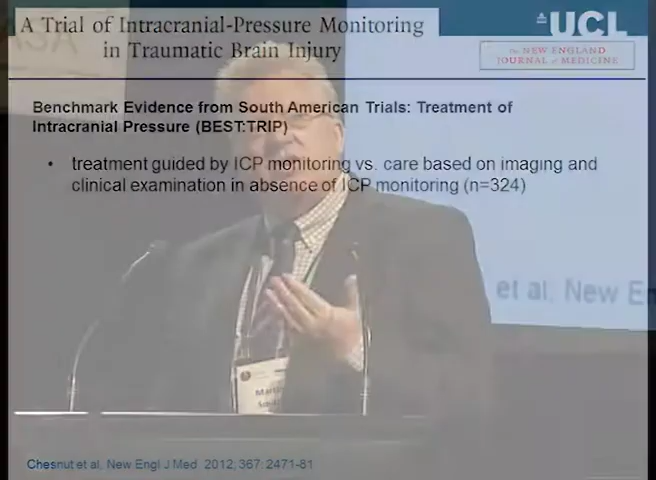 A Trial of Intracranial-Pressure Monitoring
in Traumatic Brain Injury
UCL
The NEW ENGLAND
JOURNAL of MEDICINE
Benchmark Evidence from South American Trials: Treatment of
Intracranial Pressure (BEST:TRIP)
• treatment guided by ICP monitoring vs. care based on imaging and
clinical examination in absence of ICP monitoring (n=324)
et al, New En
Chesnut et al, New Engl J Med 2012; 367: 2471-81